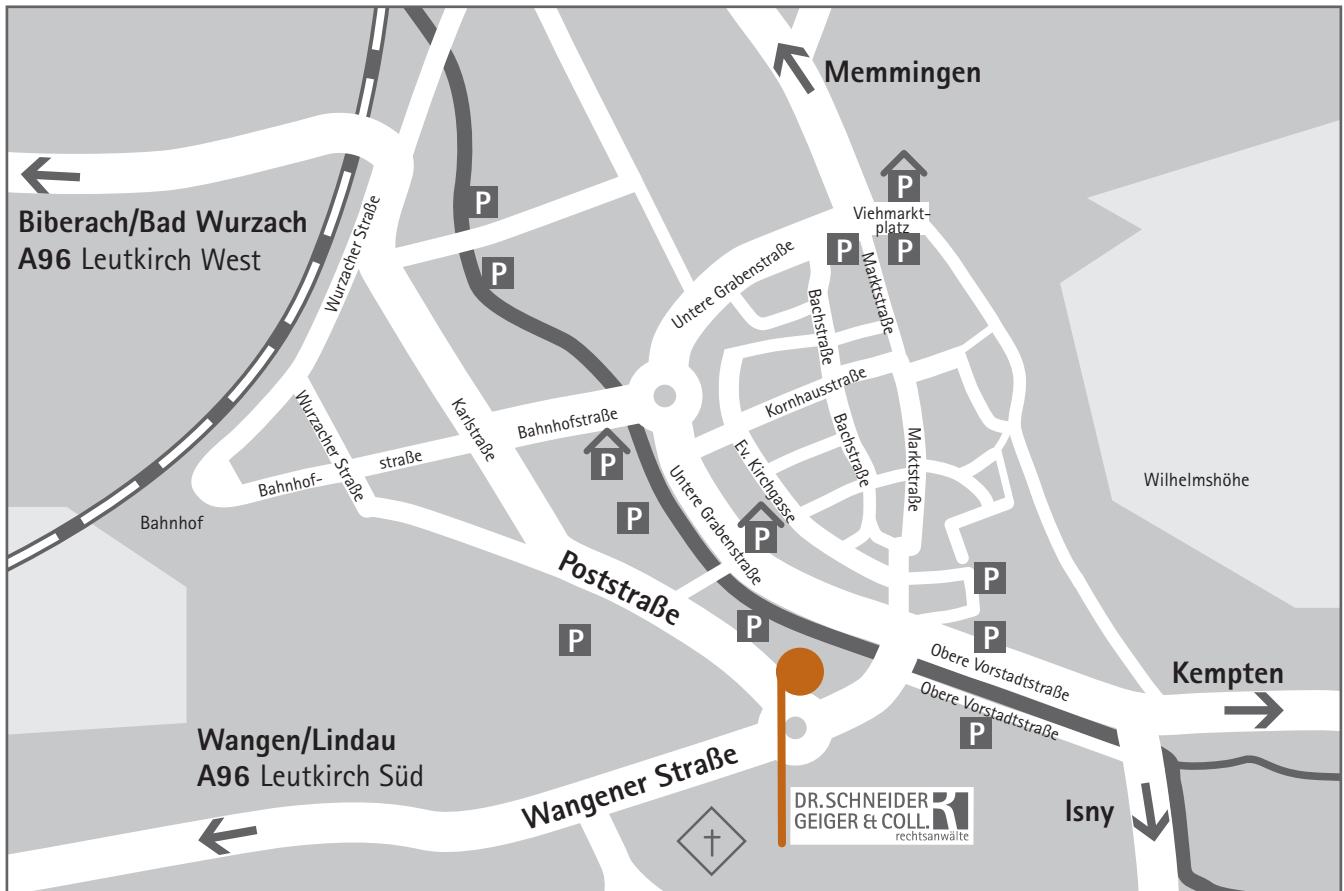 Memmingen
P
Viehmarkt-
platz
P
P
P
P
Biberach/Bad Wurzach
A96 Leutkirch West
Wurzacher Straße
Untere Grabenstraße
Marktstraße
Bachstraße
Kornhausstraße
Karlstraße
Wurzacher Straße
Bahnhofstraße
Bahnhof-
straße
P
Ev. Kirchgasse
Bachstraße
Marktstraße
Wilhelmshöhe
Bahnhof
P
P
Untere Grabenstraße
Poststraße
P
P
P
P
Obere Vorstadtstraße
Obere Vorstadtstraße
P
Kempten
Wangen/Lindau
A96 Leutkirch Süd
Wangener Straße
DR. SCHNEIDER
GEIGER & COLL.
rechtsanwälte
Isny